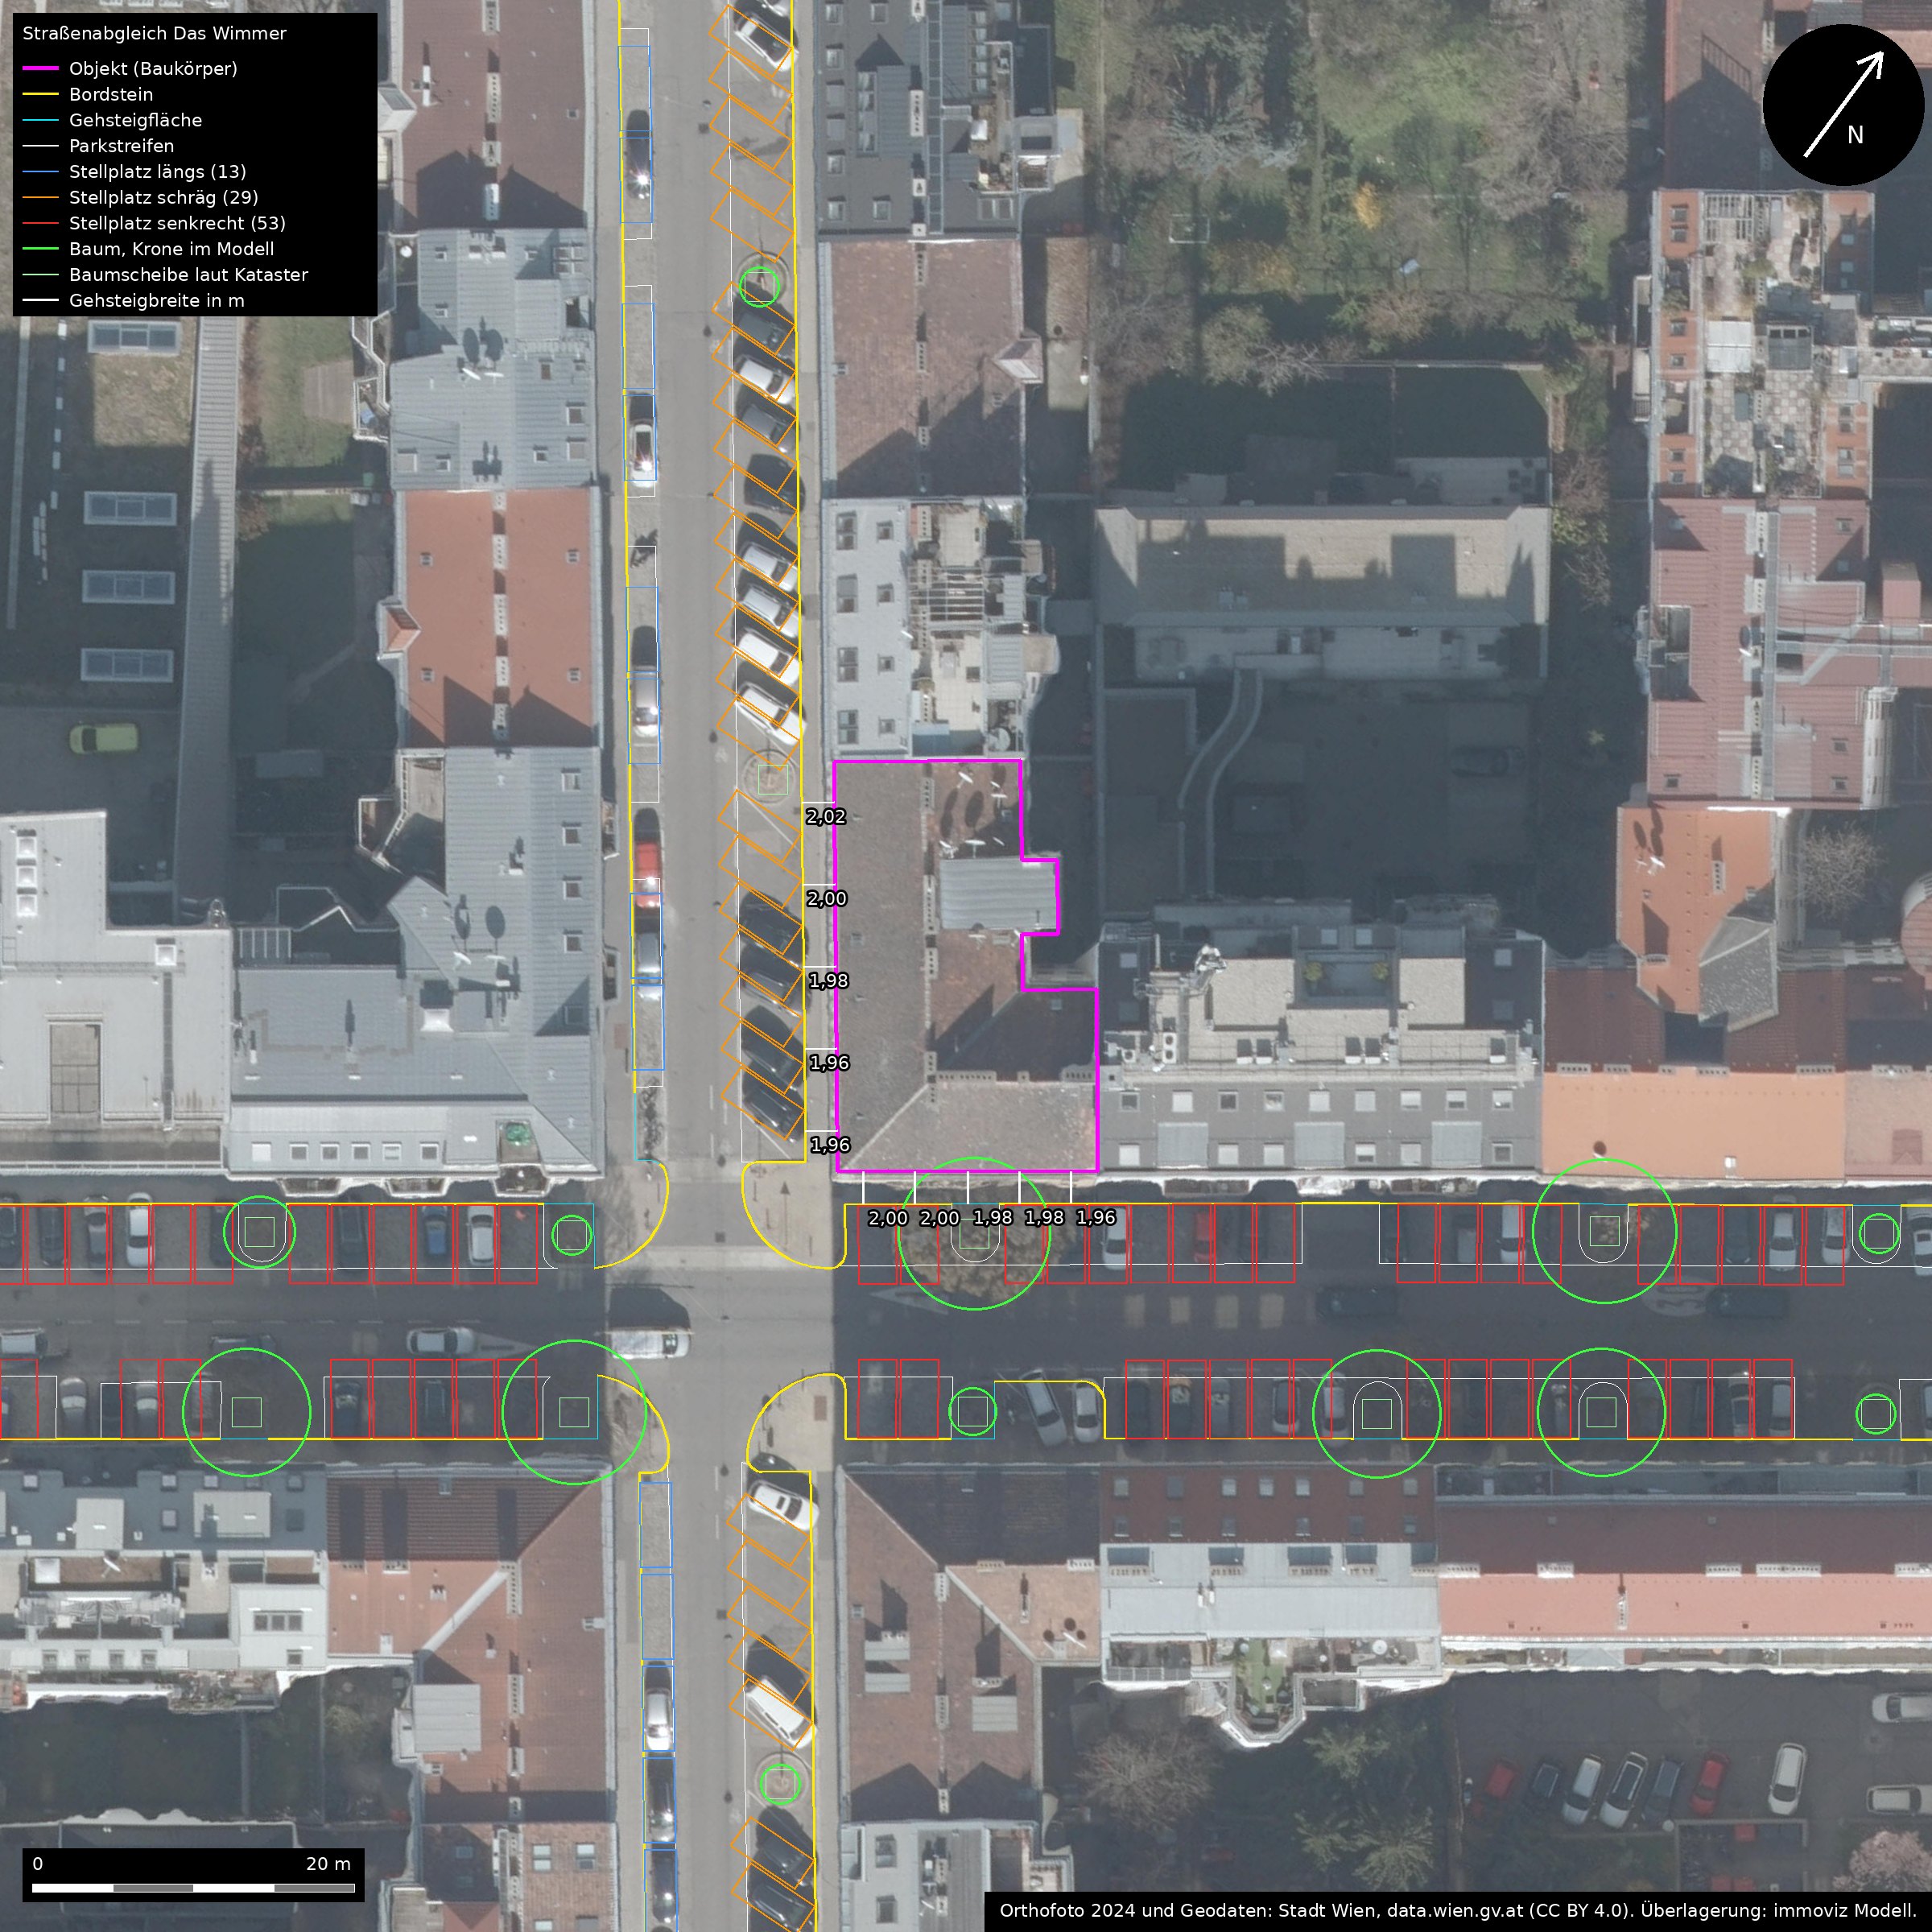 Straßenabgleich Das Wimmer
Objekt (Baukörper)
Bordstein
Gehsteigfläche
Parkstreifen
Stellplatz längs (13)
Stellplatz schräg (29)
Stellplatz senkrecht (53)
Baum, Krone im Modell
Baumscheibe laut Kataster
Gehsteigbreite in m
N
2,02
2,00
1,98
1,96
1,96
2,00 2,00 1,98 1,98 1,96
0 20 m
Orthofoto 2024 und Geodaten: Stadt Wien, data.wien.gv.at (CC BY 4.0). Überlagerung: immoviz Modell.